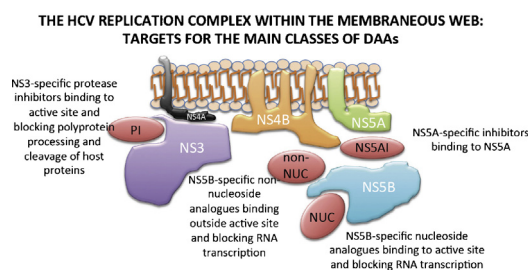 THE HCV REPLICATION COMPLEX WITHIN THE MEMBRANEOUS WEB:
TARGETS FOR THE MAIN CLASSES OF DAAs
NS3-specific protease
inhibitors binding to
active site and
blocking polyprotein
processing and
cleavage of host
proteins
PI
NS4A
NS3
NS4B
NS5A
NS5AI
NS5A-specific inhibitors
binding to NS5A
non-
NUC
NS5B
NUC
NS5B-specific non-
nucleoside
analogues binding
outside active site
and blocking RNA
transcription
NS5B-specific nucleoside
analogues binding to active site
and blocking RNA transcription